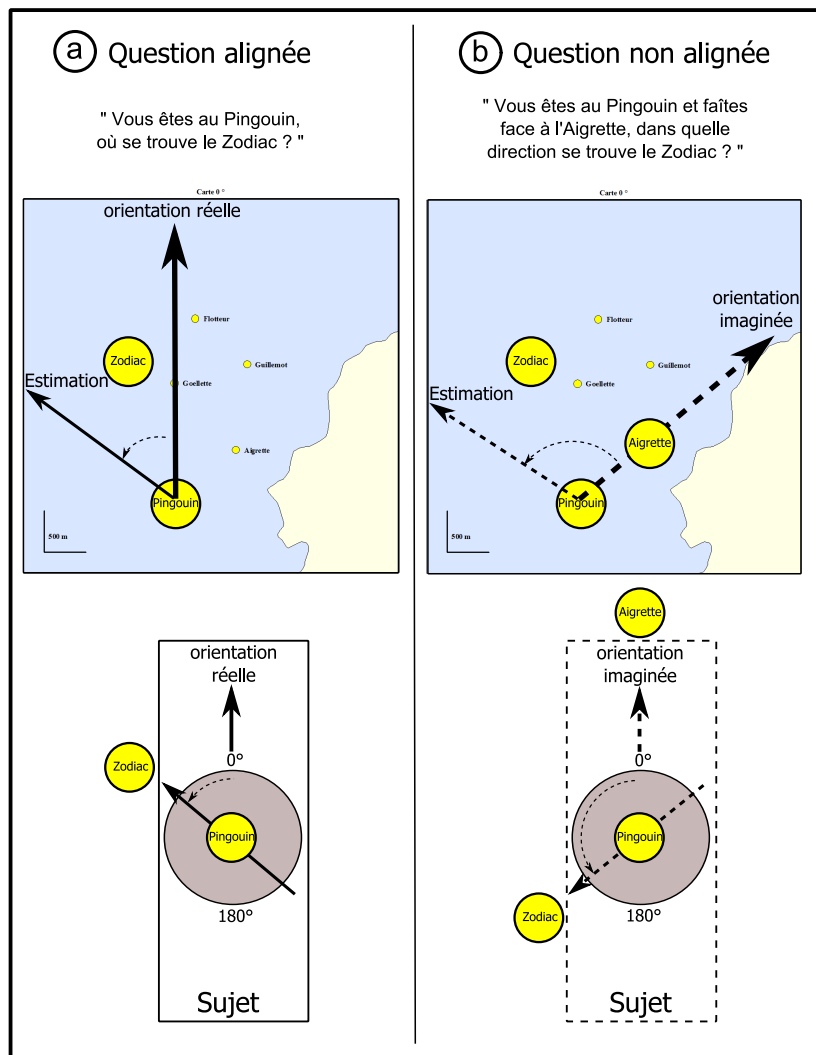 a Question alignée
" Vous êtes au Pingouin,
où se trouve le Zodiac ? "
Carte 0 °
orientation réelle
Flotteur
Zodiac
Guillemot
Estimation
Goellette
Aigrette
Pingouin
500 m
orientation
réelle
Zodiac
0°
Pingouin
180°
Sujet
b Question non alignée
" Vous êtes au Pingouin et faîtes
face à l'Aigrette, dans quelle
direction se trouve le Zodiac ? "
Carte 0 °
orientation
imaginée
Flotteur
Zodiac
Guillemot
Goellette
Estimation
Aigrette
Pingouin
500 m
Aigrette
orientation
imaginée
0°
Pingouin
Zodiac
180°
Sujet